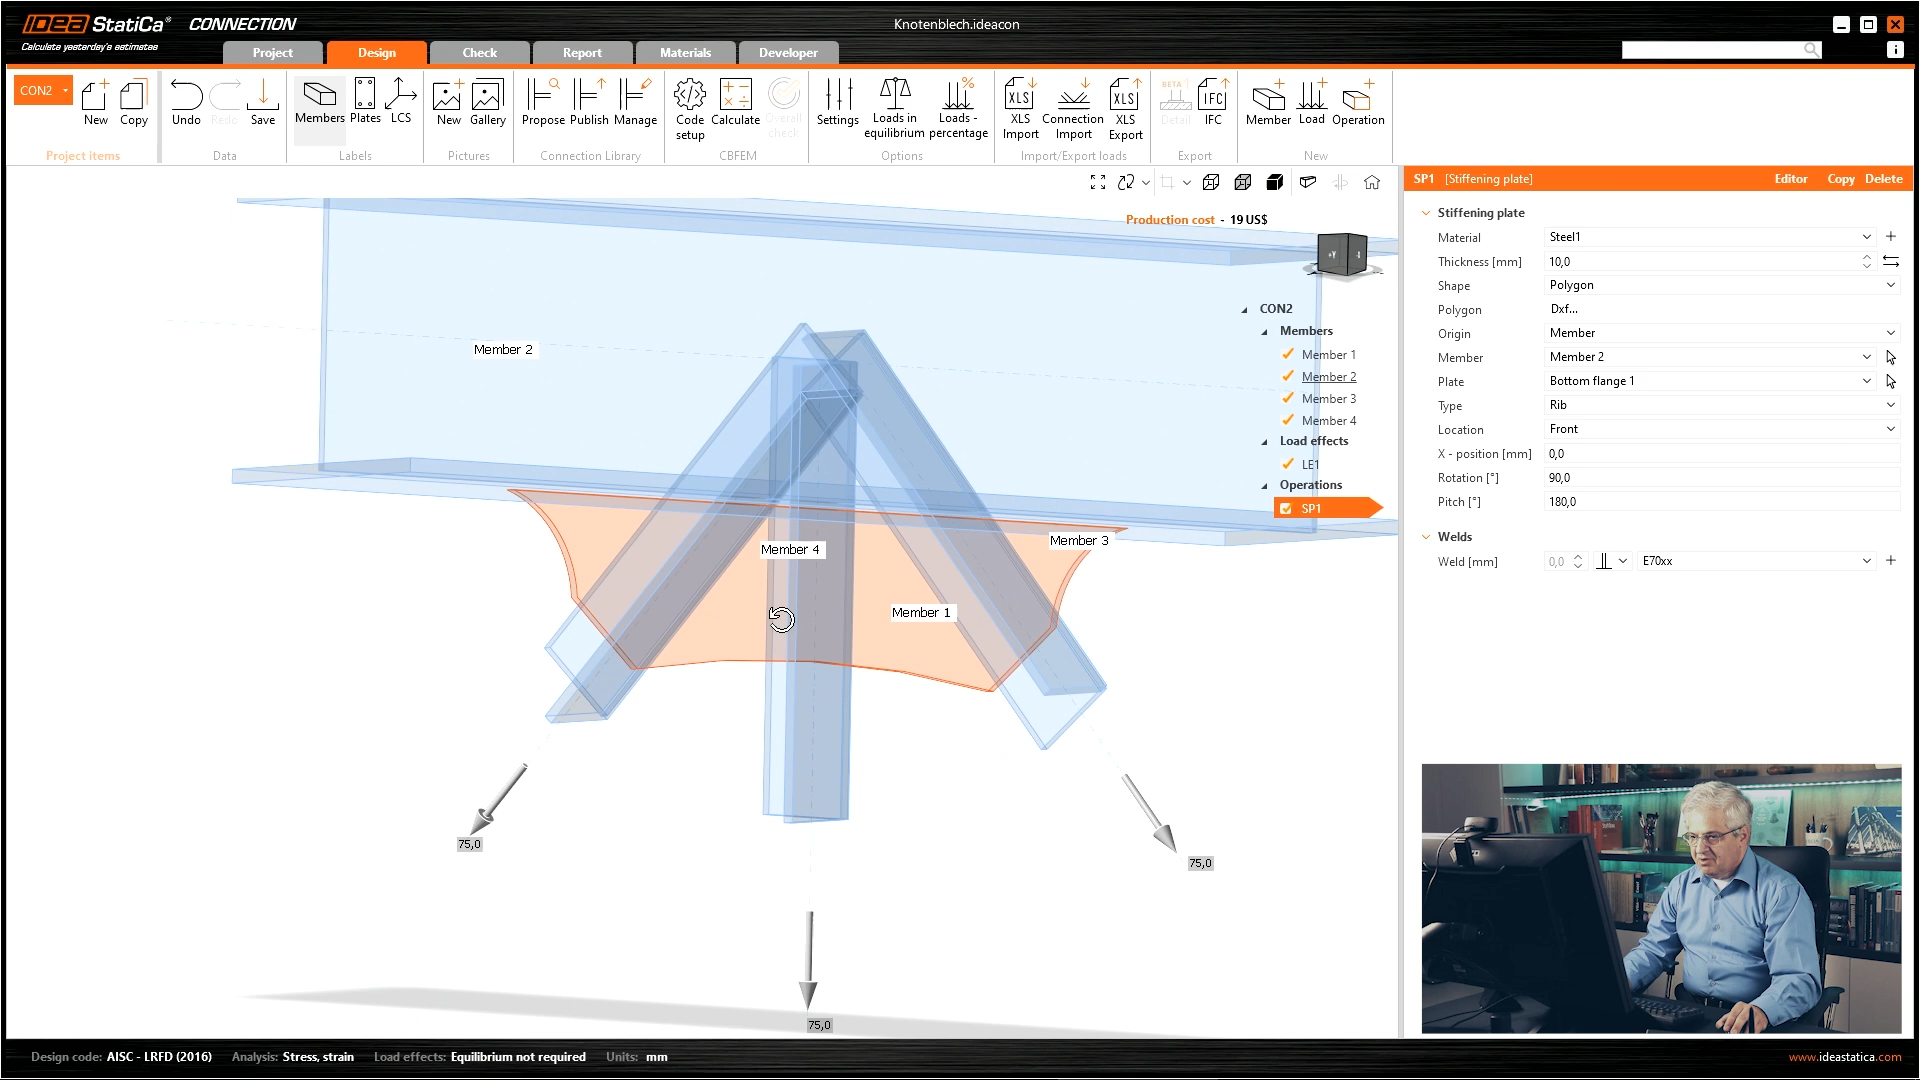 IDEA StatiCa® CONNECTION
Calculate yesterday's estimates
Knotenblech.ideacon
Project
Design
Check
Report
Materials
Developer
CON2
New
Copy
Undo
Redo
Save
Members
Plates
LCS
New
Gallery
Propose
Publish
Manage
Code setup
Calculate
Overall check
Settings
Loads in equilibrium
Loads - percentage
XLS Import
Connection Import
XLS Export
BETA
Detail
IFC
Member
Load
Operation
Project items
Data
Labels
Pictures
Connection Library
CBFEM
Options
Import/Export loads
Export
New
Production cost - 19 US$
+Y
Member 2
Member 4
Member 3
Member 1
75,0
75,0
75,0
CON2
Members
Member 1
Member 2
Member 3
Member 4
Load effects
LE1
Operations
SP1
SP1 [Stiffening plate]
Editor
Copy
Delete
Stiffening plate
Material Steel1
Thickness [mm] 10,0
Shape Polygon
Polygon Dxf...
Origin Member
Member Member 2
Plate Bottom flange 1
Type Rib
Location Front
X - position [mm] 0,0
Rotation [°] 90,0
Pitch [°] 180,0
Welds
Weld [mm] 0,0 E70xx
Design code: AISC - LRFD (2016) Analysis: Stress, strain Load effects: Equilibrium not required Units: mm
www.ideastatica.com